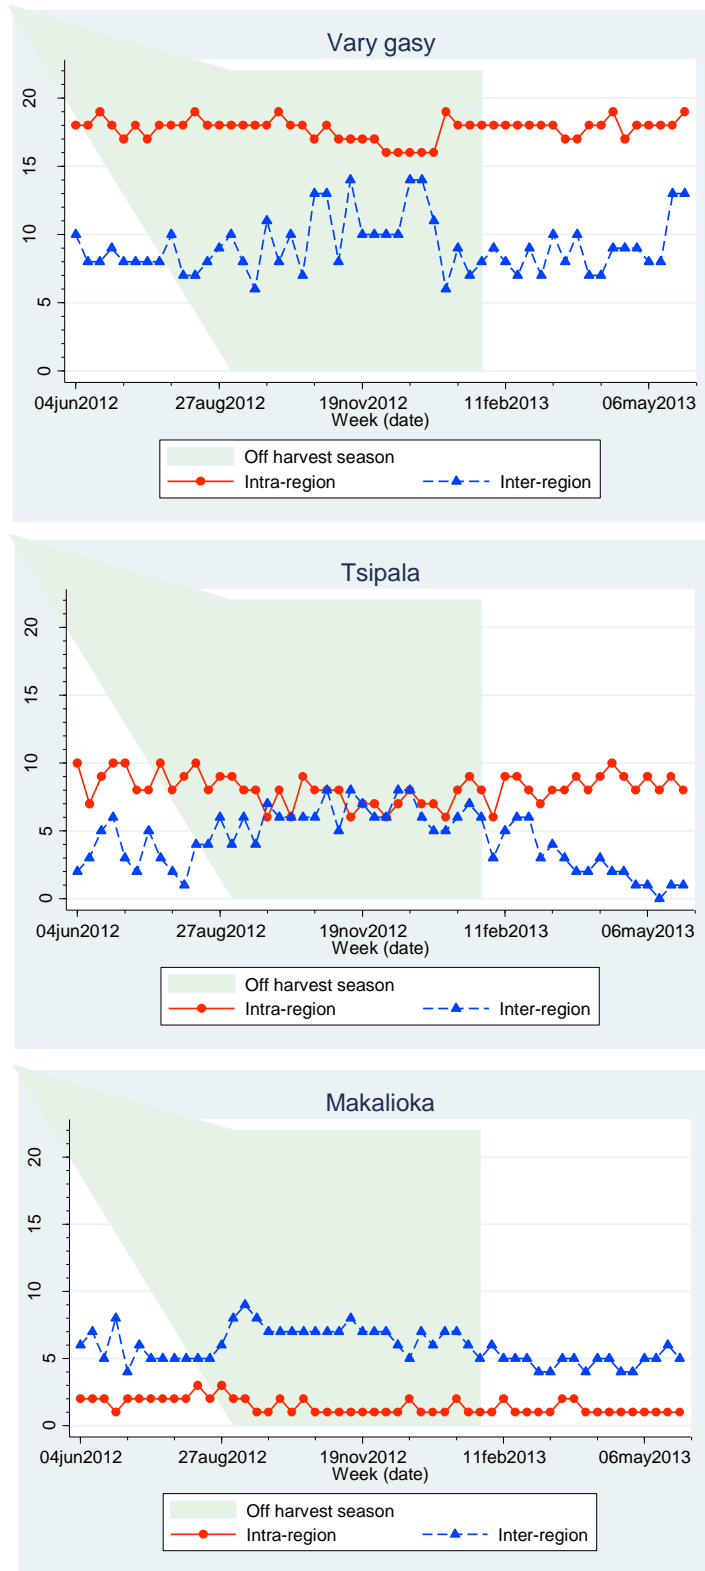 Vary gasy
20
15
10
5
0
04jun2012 27aug2012 19nov2012 11feb2013 06may2013
Week (date)
Off harvest season
Intra-region Inter-region
Tsipala
20
15
10
5
0
04jun2012 27aug2012 19nov2012 11feb2013 06may2013
Week (date)
Off harvest season
Intra-region Inter-region
Makalioka
20
15
10
5
0
04jun2012 27aug2012 19nov2012 11feb2013 06may2013
Week (date)
Off harvest season
Intra-region Inter-region